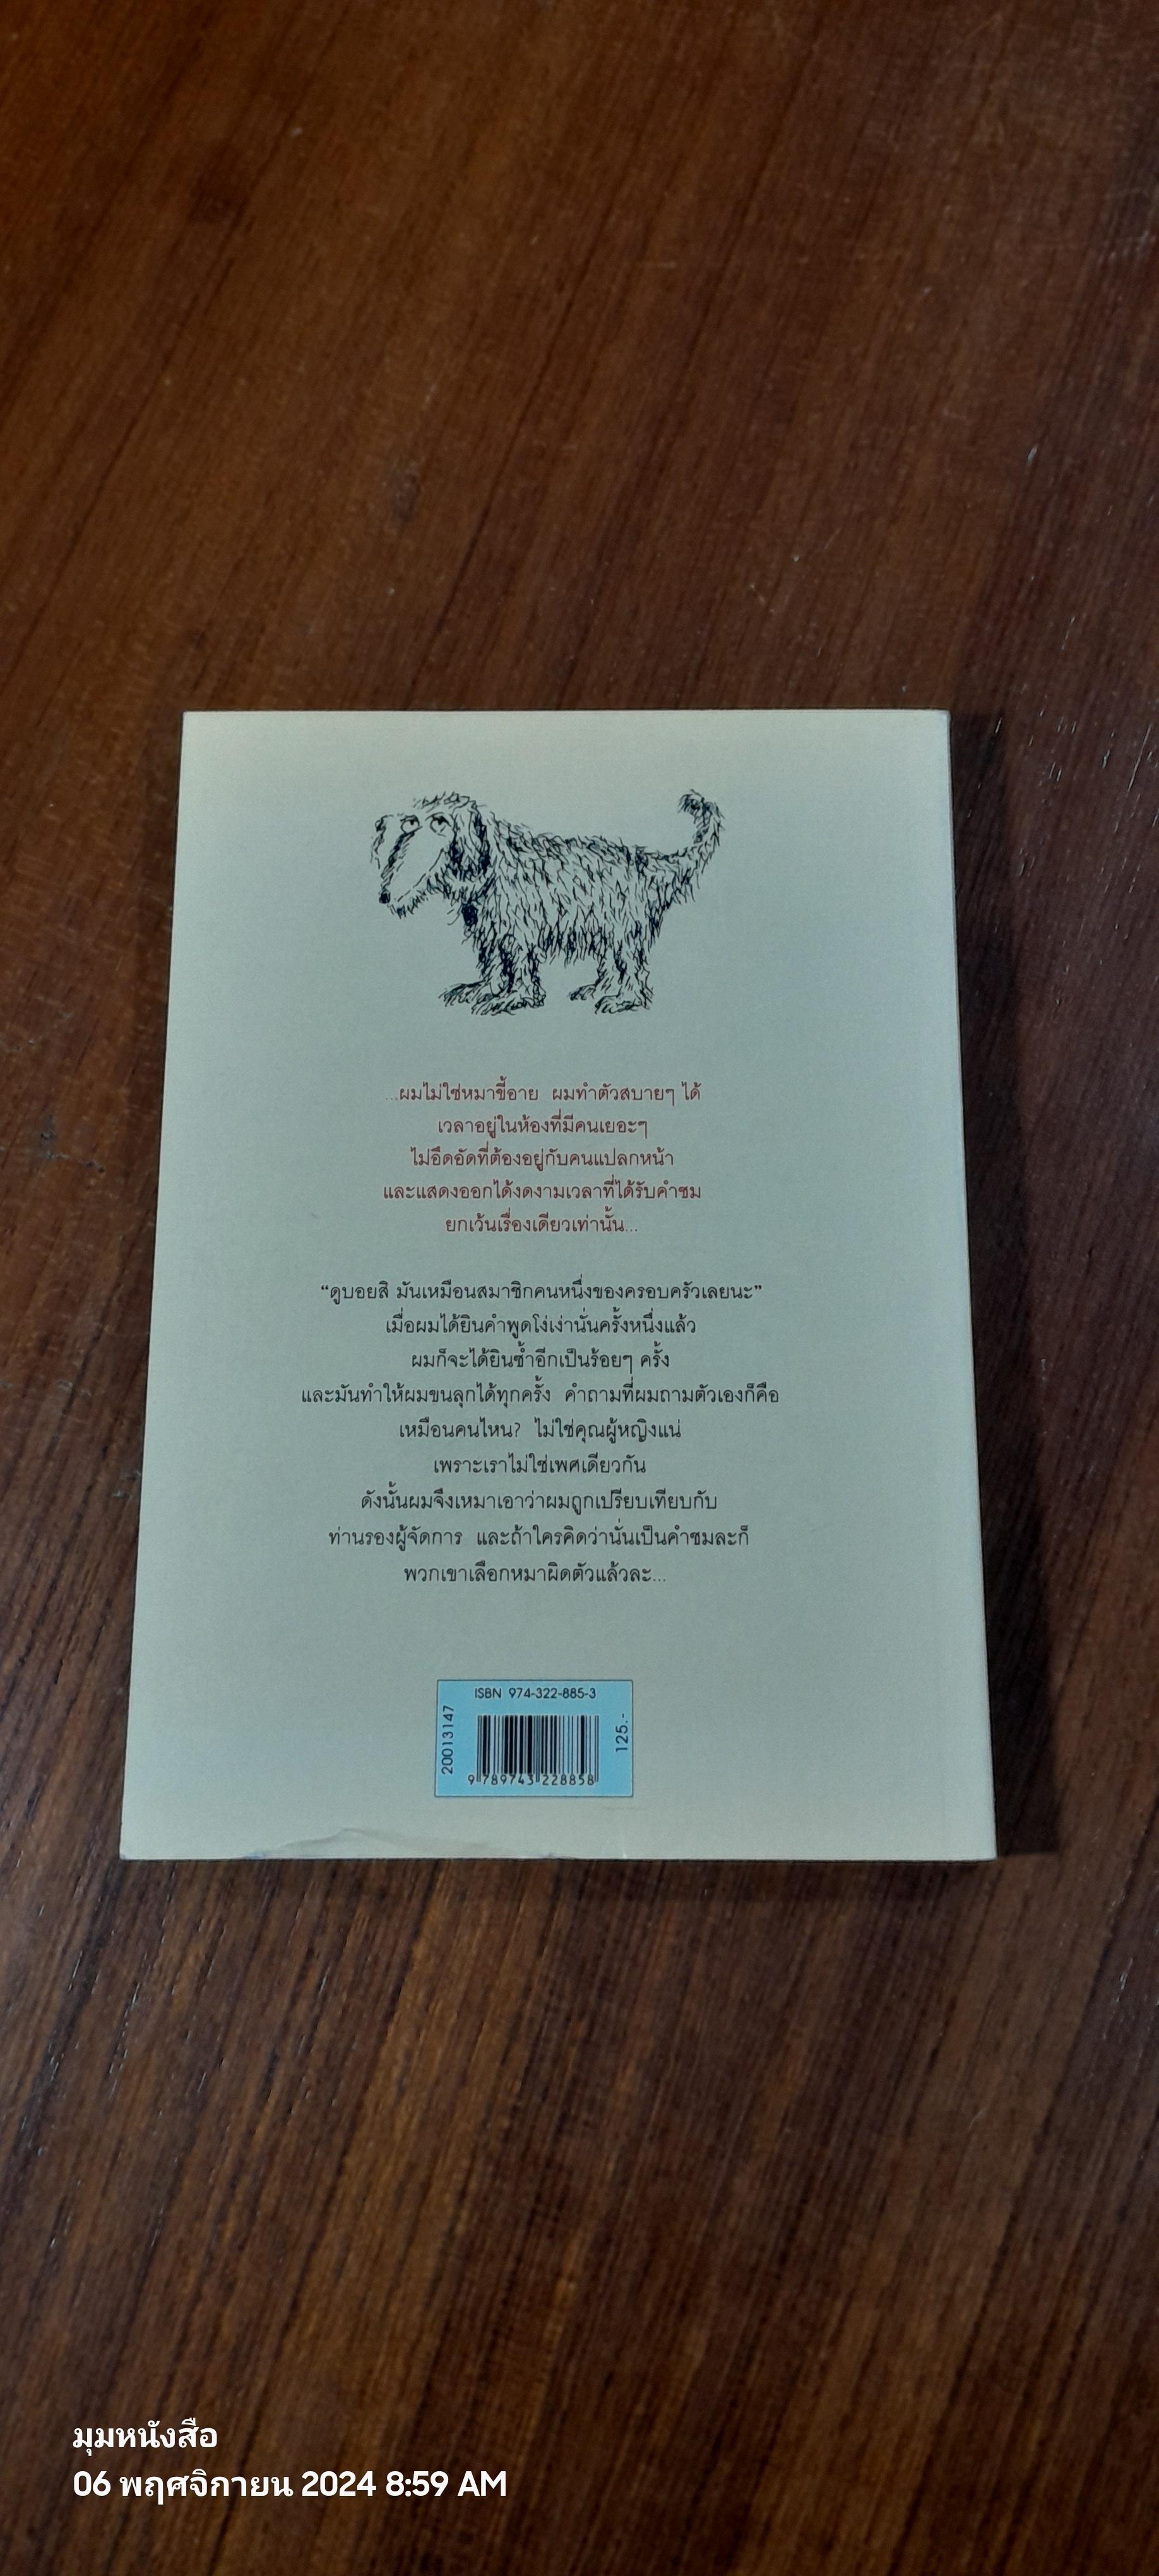 ...ผมไม่ใช่หมาขี้อาย ผมทำตัวสบายๆ ได้
เวลาอยู่ในห้องที่มีคนเยอะๆ
ไม่อึดอัดที่ต้องอยู่กับคนแปลกหน้า
และแสดงออกได้งดงามเวลาที่ได้รับคำชม
ยกเว้นเรื่องเดียวเท่านั้น...
“ดูบอยสิ มันเหมือนสมาชิกคนหนึ่งของครอบครัวเลยนะ”
เมื่อผมได้ยินคำพูดโง่เง่านั่นครั้งหนึ่งแล้ว
ผมก็จะได้ยินซ้ำอีกเป็นร้อยๆ ครั้ง
และมันทำให้ผมขนลุกได้ทุกครั้ง คำถามที่ผมถามตัวเองก็คือ
เหมือนคนไหน? ไม่ใช่คุณผู้หญิงแน่
เพราะเราไม่ใช่เพศเดียวกัน
ดังนั้นผมจึงเหมาเอาว่าผมถูกเปรียบเทียบกับ
ท่านรองผู้จัดการ และถ้าใครคิดว่านั่นเป็นคำชมละก็
พวกเขาเลือกหมาผิดตัวแล้วละ...
ISBN 974-322-885-3
20013147
125.-
9 789743 228858
มุมหนังสือ
06 พฤศจิกายน 2024 8:59 AM